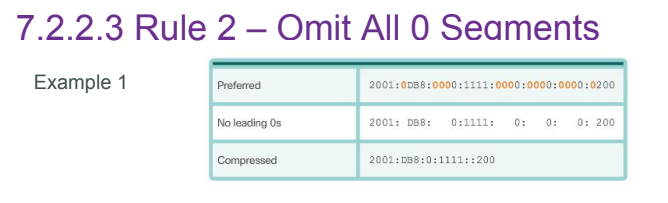 7.2.2.3 Rule 2 – Omit All 0 Segments
Example 1
Preferred 2001:0DB8:0000:1111:0000:0000:0000:0200
No leading 0s 2001: DB8: 0:1111: 0: 0: 0: 200
Compressed 2001:DB8:0:1111::200